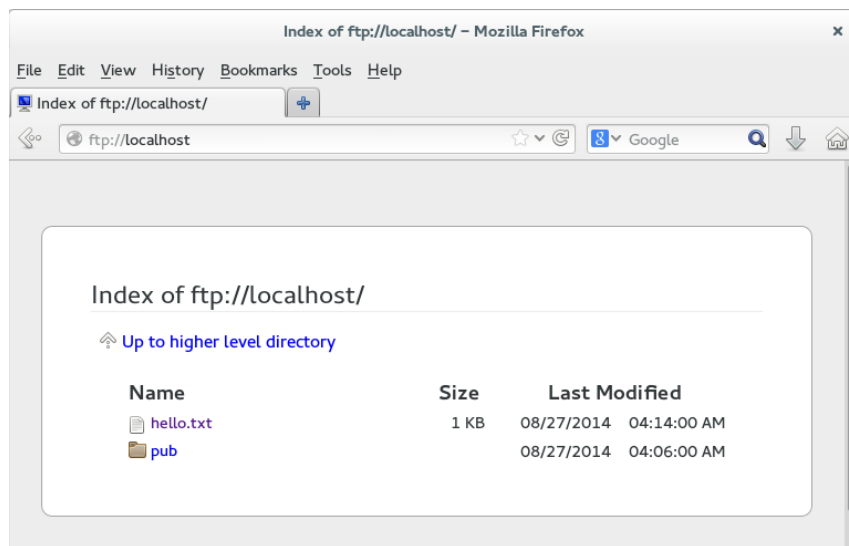 Index of ftp://localhost/ – Mozilla Firefox
File Edit View History Bookmarks Tools Help
Index of ftp://localhost/
ftp://localhost
8 Google
Index of ftp://localhost/
Up to higher level directory
Name Size Last Modified
hello.txt 1 KB 08/27/2014 04:14:00 AM
pub 08/27/2014 04:06:00 AM